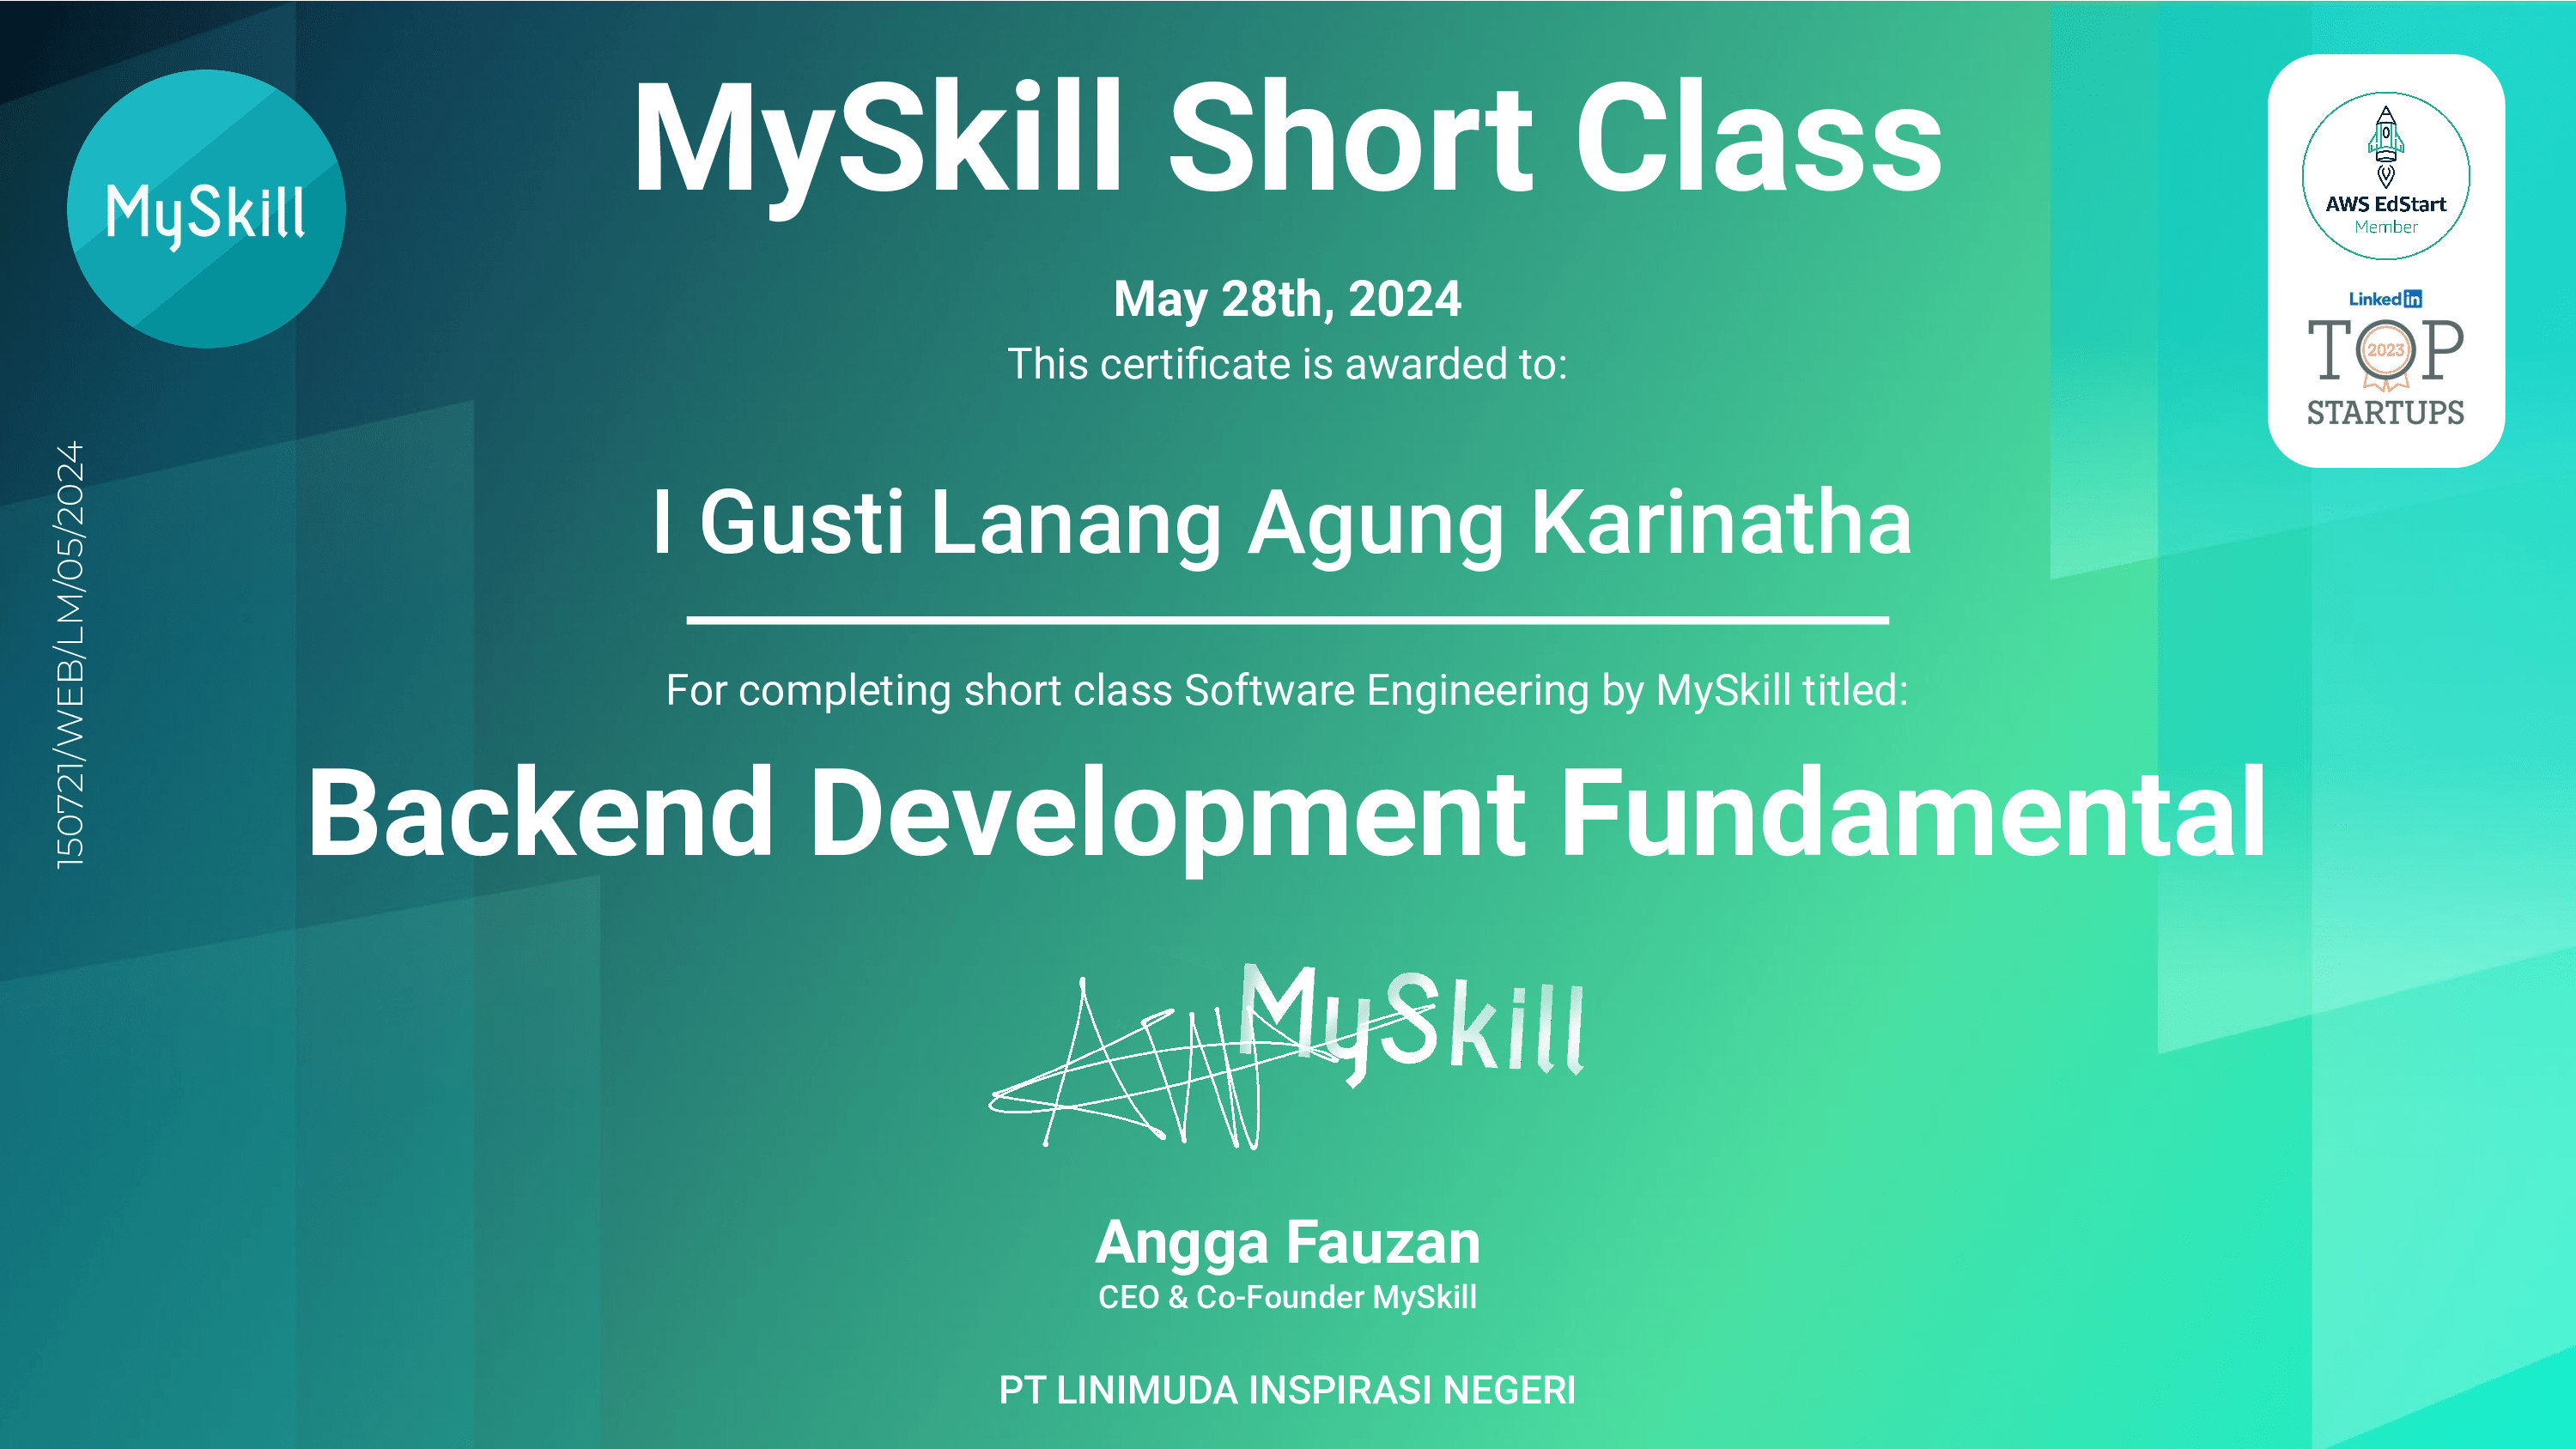 MySkill
MySkill Short Class
AWS EdStart
Member
LinkedIn
TOP
2023
STARTUPS
May 28th, 2024
This certificate is awarded to:
I Gusti Lanang Agung Karinatha
150721/WEB/LM/05/2024
For completing short class Software Engineering by MySkill titled:
Backend Development Fundamental
MySkill
Angga Fauzan
CEO & Co-Founder MySkill
PT LINIMUDA INSPIRASI NEGERI